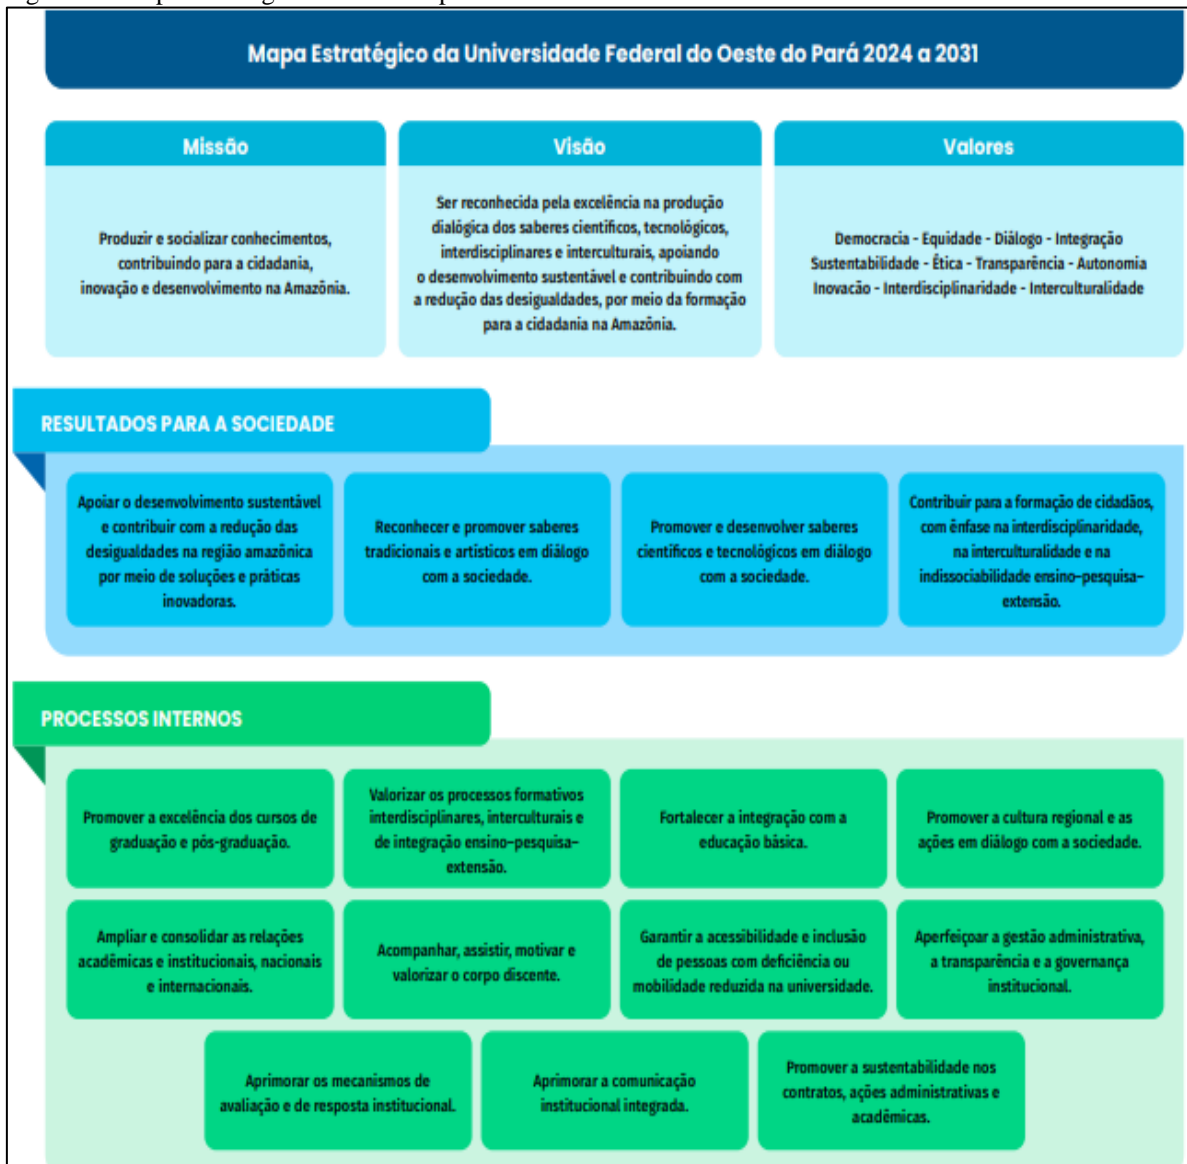 Mapa Estratégico da Universidade Federal do Oeste do Pará 2024 a 2031
Missão
Produzir e socializar conhecimentos,
contribuindo para a cidadania,
inovação e desenvolvimento na Amazônia.
Visão
Ser reconhecida pela excelência na produção
dialógica dos saberes científicos, tecnológicos,
interdisciplinares e interculturais, apoiando
o desenvolvimento sustentável e contribuindo com
a redução das desigualdades, por meio da formação
para a cidadania na Amazônia.
Valores
Democracia - Equidade - Diálogo - Integração
Sustentabilidade - Ética - Transparência - Autonomia
Inovacão - Interdisciplinaridade - Interculturalidade
RESULTADOS PARA A SOCIEDADE
Apoiar o desenvolvimento sustentável
e contribuir com a redução das
desigualdades na região amazônica
por meio de soluções e práticas
inovadoras.
Reconhecer e promover saberes
tradicionais e artísticos em diálogo
com a sociedade.
Promover e desenvolver saberes
científicos e tecnológicos em diálogo
com a sociedade.
Contribuir para a formação de cidadãos,
com ênfase na interdisciplinaridade,
na interculturalidade e na
indissociabilidade ensino–pesquisa–
extensão.
PROCESSOS INTERNOS
Promover a excelência dos cursos de
graduação e pós-graduação.
Valorizar os processos formativos
interdisciplinares, interculturais e
de integração ensino–pesquisa–
extensão.
Fortalecer a integração com a
educação básica.
Promover a cultura regional e as
ações em diálogo com a sociedade.
Ampliar e consolidar as relações
acadêmicas e institucionais, nacionais
e internacionais.
Acompanhar, assistir, motivar e
valorizar o corpo discente.
Garantir a acessibilidade e inclusão
de pessoas com deficiência ou
mobilidade reduzida na universidade.
Aperfeiçoar a gestão administrativa,
a transparência e a governança
institucional.
Aprimorar os mecanismos de
avaliação e de resposta institucional.
Aprimorar a comunicação
institucional integrada.
Promover a sustentabilidade nos
contratos, ações administrativas e
acadêmicas.